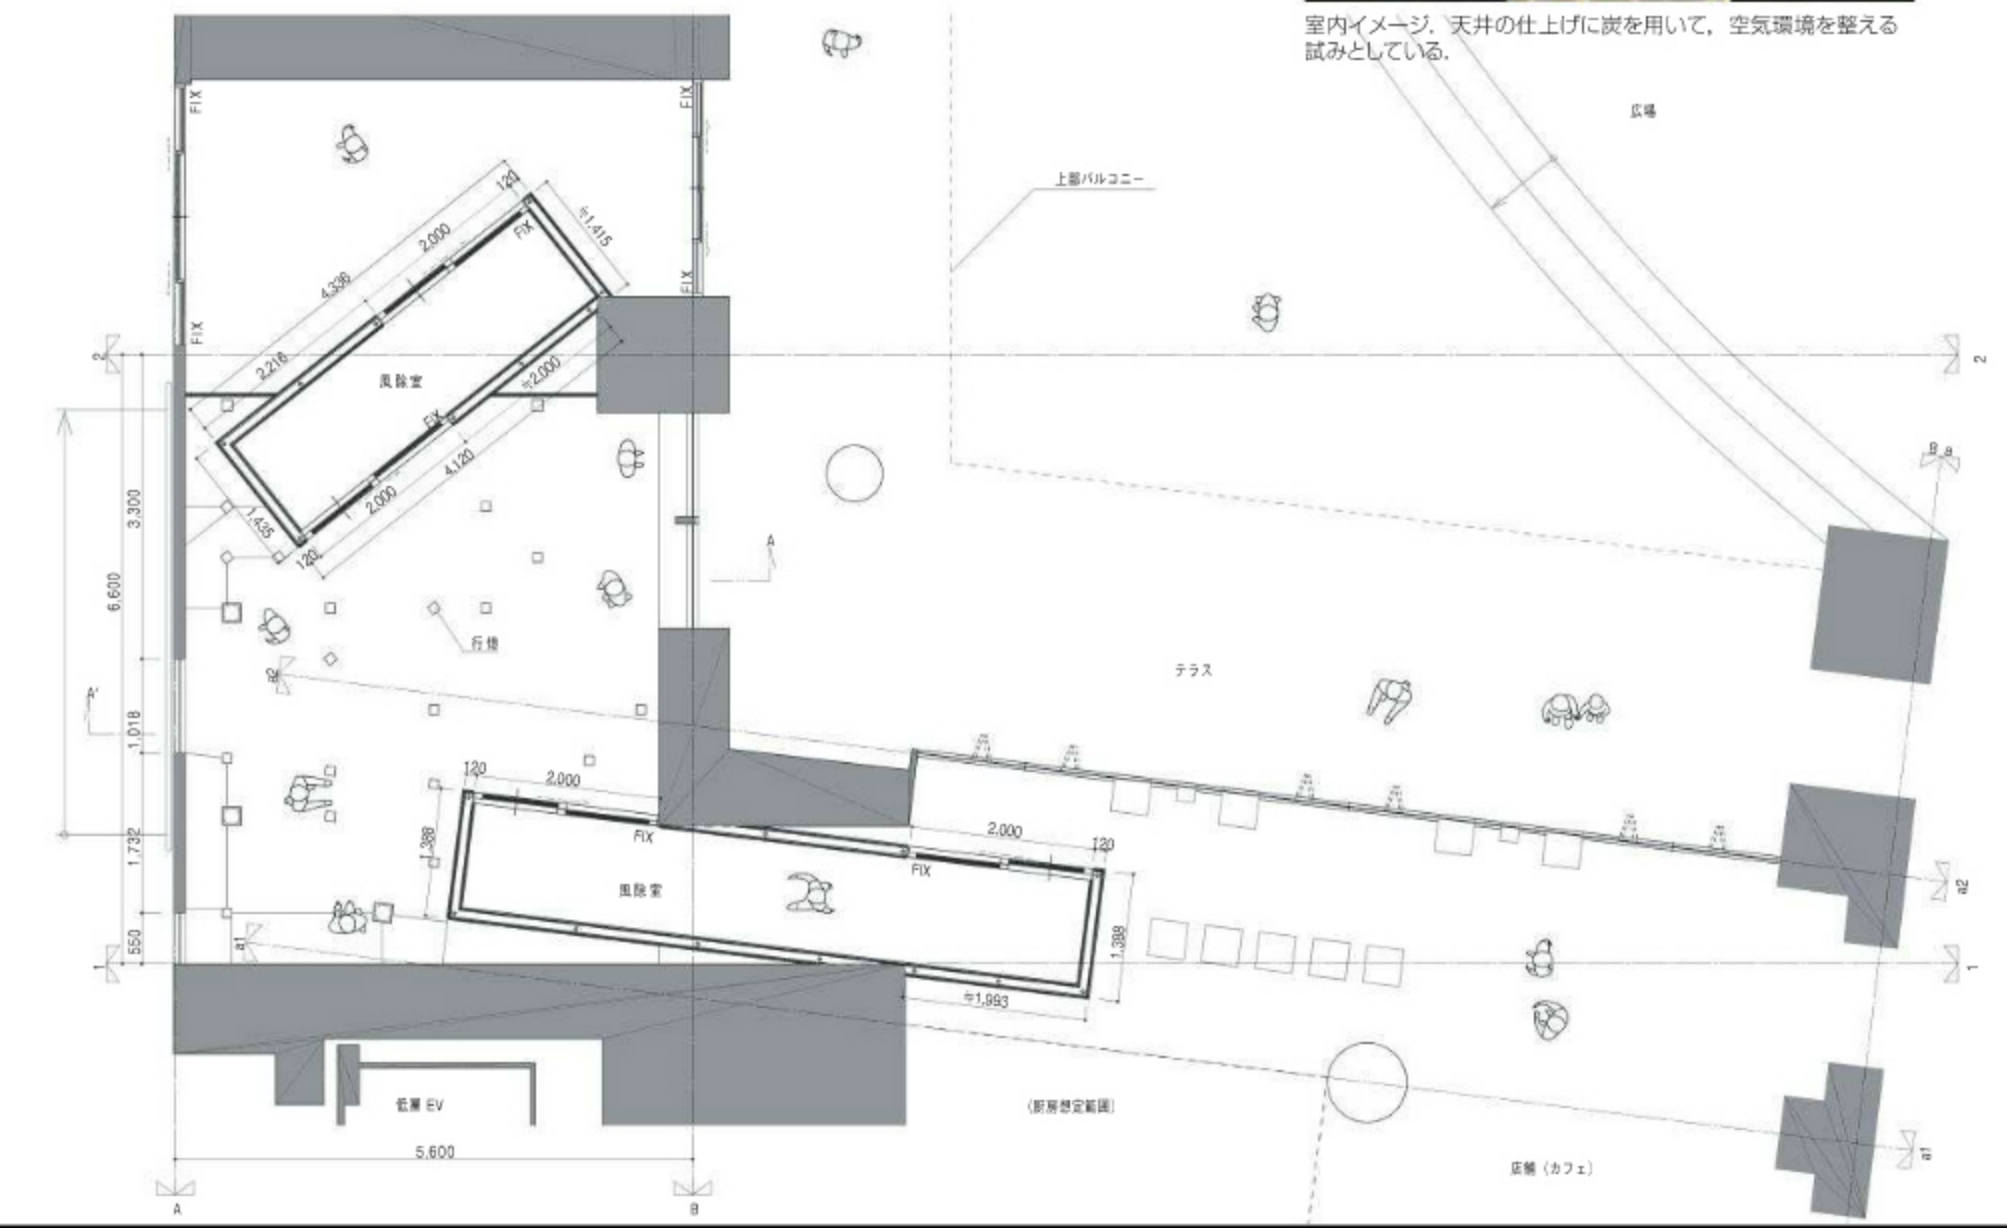 室内イメージ．天井の仕上げに炭を用いて，空気環境を整える
試みとしている．
広場
上部バルコニー
FIX
FIX
FIX
FIX
120
≒1,415
2,000
FIX
4,336
2,216
風除室
≒2,000
FIX
4,120
2,000
1,435
120
2
2
B a
3,300
6,600
A
行燈
テラス
a2
A'
1,018
120
2,000
1,388
FIX
2,000
120
FIX
風除室
1,732
a2
550
a1
1,388
1
1
≒1,993
低層 EV
（厨房想定範囲）
店舗（カフェ）
a1
5,600
A
B